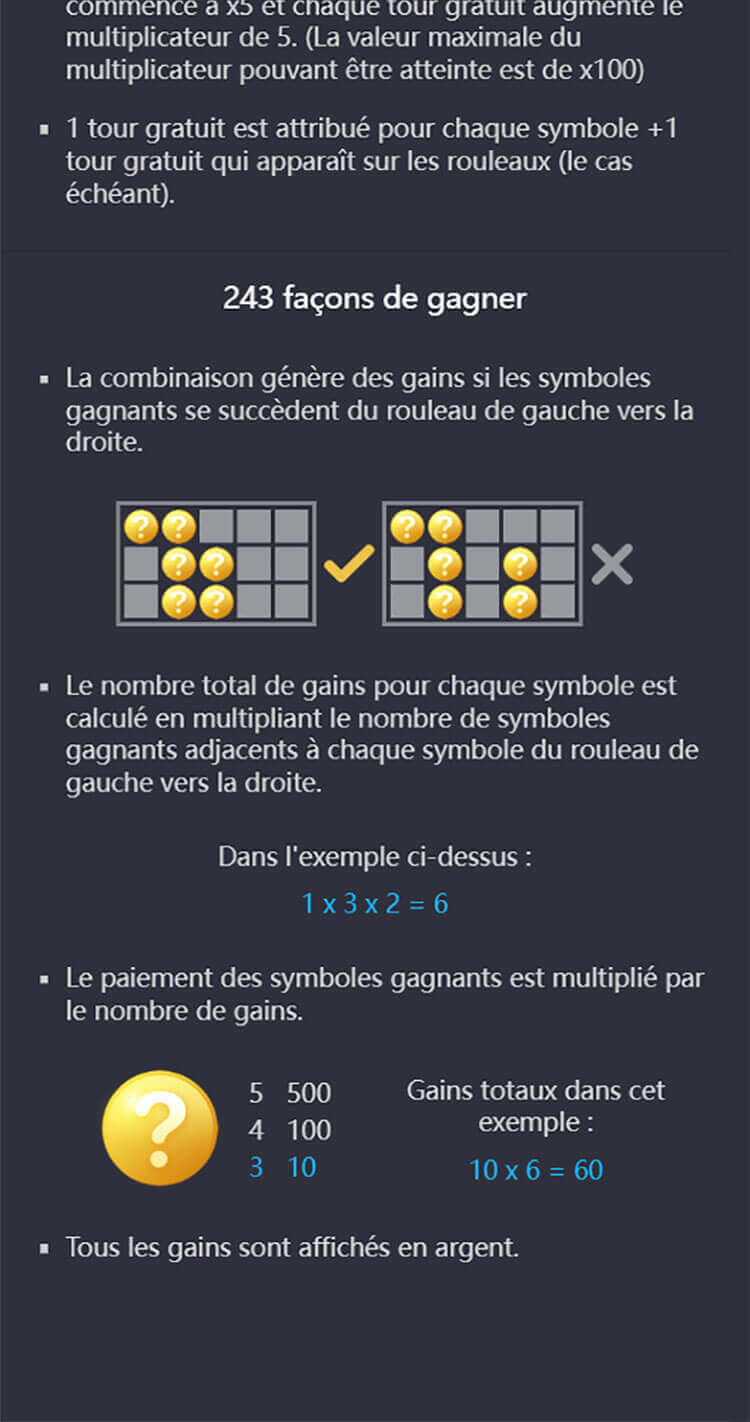 commence à x5 et chaque tour gratuit augmente le
multiplicateur de 5. (La valeur maximale du
multiplicateur pouvant être atteinte est de x100)
▪ 1 tour gratuit est attribué pour chaque symbole +1
tour gratuit qui apparaît sur les rouleaux (le cas
échéant).
243 façons de gagner
▪ La combinaison génère des gains si les symboles
gagnants se succèdent du rouleau de gauche vers la
droite.
? ? ? ?
? ? ? ?
? ? ? ?
▪ Le nombre total de gains pour chaque symbole est
calculé en multipliant le nombre de symboles
gagnants adjacents à chaque symbole du rouleau de
gauche vers la droite.
Dans l'exemple ci-dessus :
1 x 3 x 2 = 6
▪ Le paiement des symboles gagnants est multiplié par
le nombre de gains.
?
5 500
4 100
3 10
Gains totaux dans cet
exemple :
10 x 6 = 60
▪ Tous les gains sont affichés en argent.